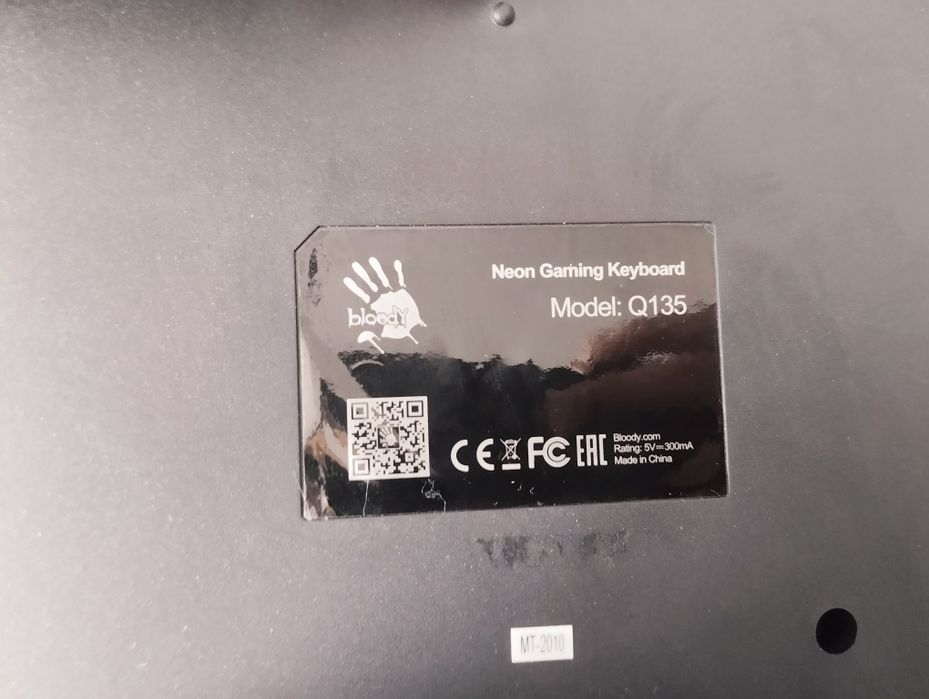 Neon Gaming Keyboard
Model: Q135
bloody
CE FC EAC
Bloody.com
Rating: 5V⎓300mA
Made in China
MT-2010